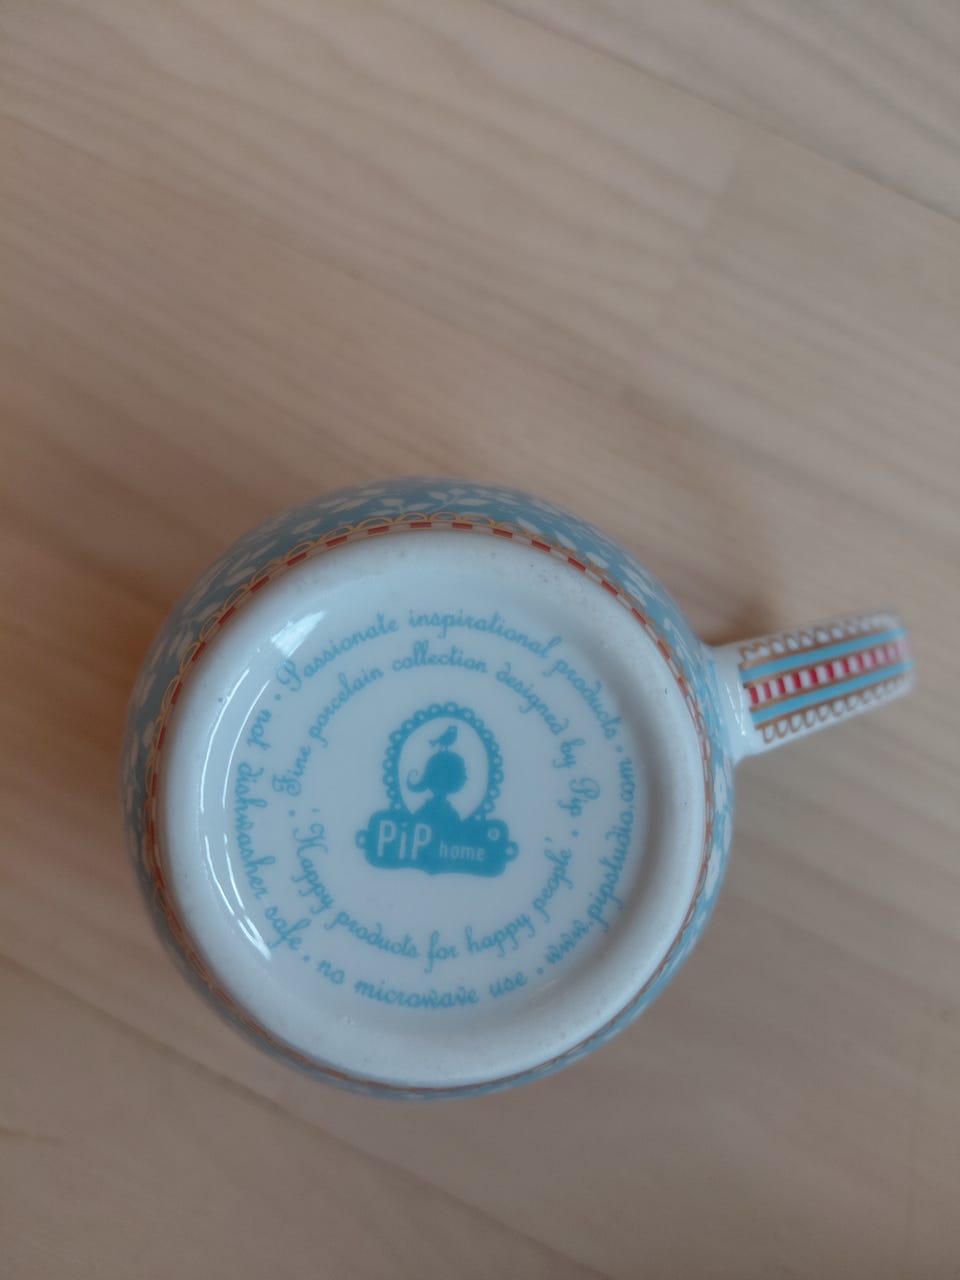 • Passionate inspirational products •
not dishwasher safe • no microwave use • www.pipstudio.com
• Fine porcelain collection designed by Pip •
'Happy products for happy people'
PiP home